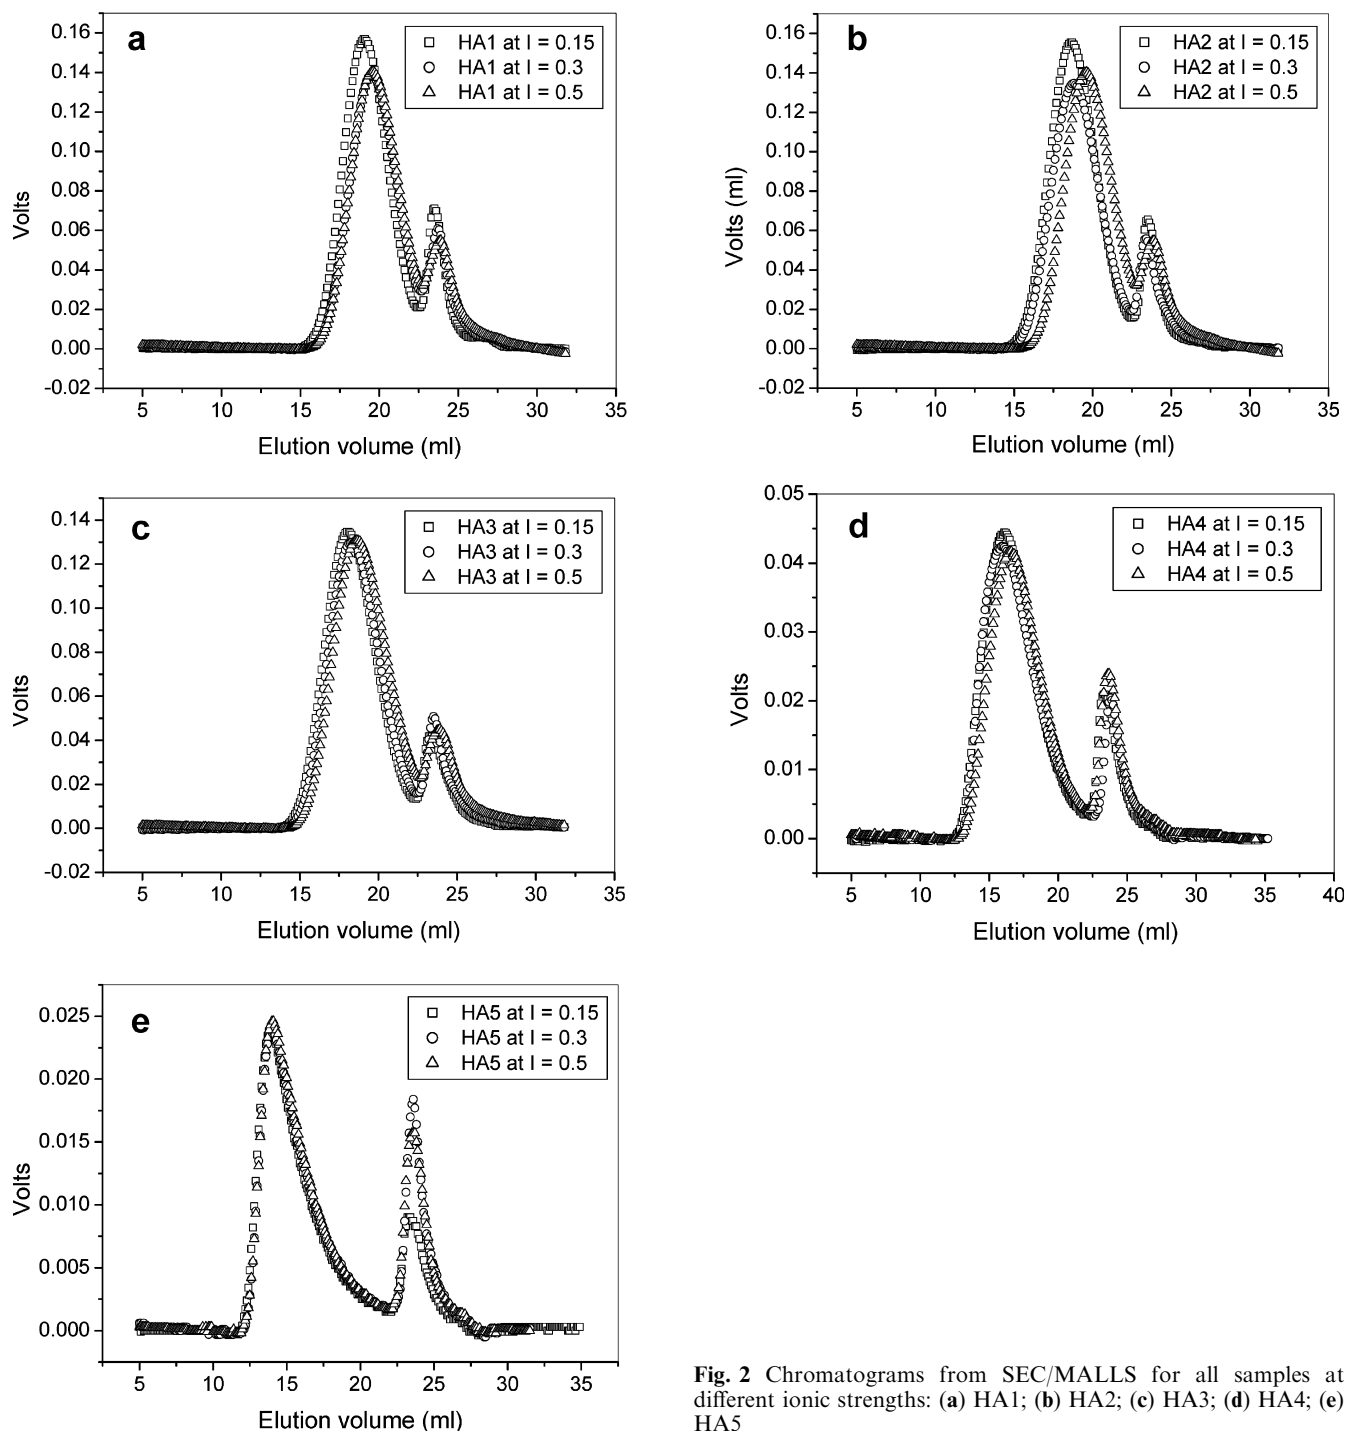 a
HA1 at I = 0.15
HA1 at I = 0.3
HA1 at I = 0.5
Volts
0.16
0.14
0.12
0.10
0.08
0.06
0.04
0.02
0.00
-0.02
5 10 15 20 25 30 35
Elution volume (ml)
b
HA2 at I = 0.15
HA2 at I = 0.3
HA2 at I = 0.5
Volts (ml)
0.16
0.14
0.12
0.10
0.08
0.06
0.04
0.02
0.00
-0.02
5 10 15 20 25 30 35
Elution volume (ml)
c
HA3 at I = 0.15
HA3 at I = 0.3
HA3 at I = 0.5
Volts
0.14
0.12
0.10
0.08
0.06
0.04
0.02
0.00
-0.02
5 10 15 20 25 30 35
Elution volume (ml)
d
HA4 at I = 0.15
HA4 at I = 0.3
HA4 at I = 0.5
Volts
0.05
0.04
0.03
0.02
0.01
0.00
5 10 15 20 25 30 35 40
Elution volume (ml)
e
HA5 at I = 0.15
HA5 at I = 0.3
HA5 at I = 0.5
Volts
0.025
0.020
0.015
0.010
0.005
0.000
5 10 15 20 25 30 35
Elution volume (ml)
Fig. 2 Chromatograms from SEC/MALLS for all samples at
different ionic strengths: (a) HA1; (b) HA2; (c) HA3; (d) HA4; (e)
HA5